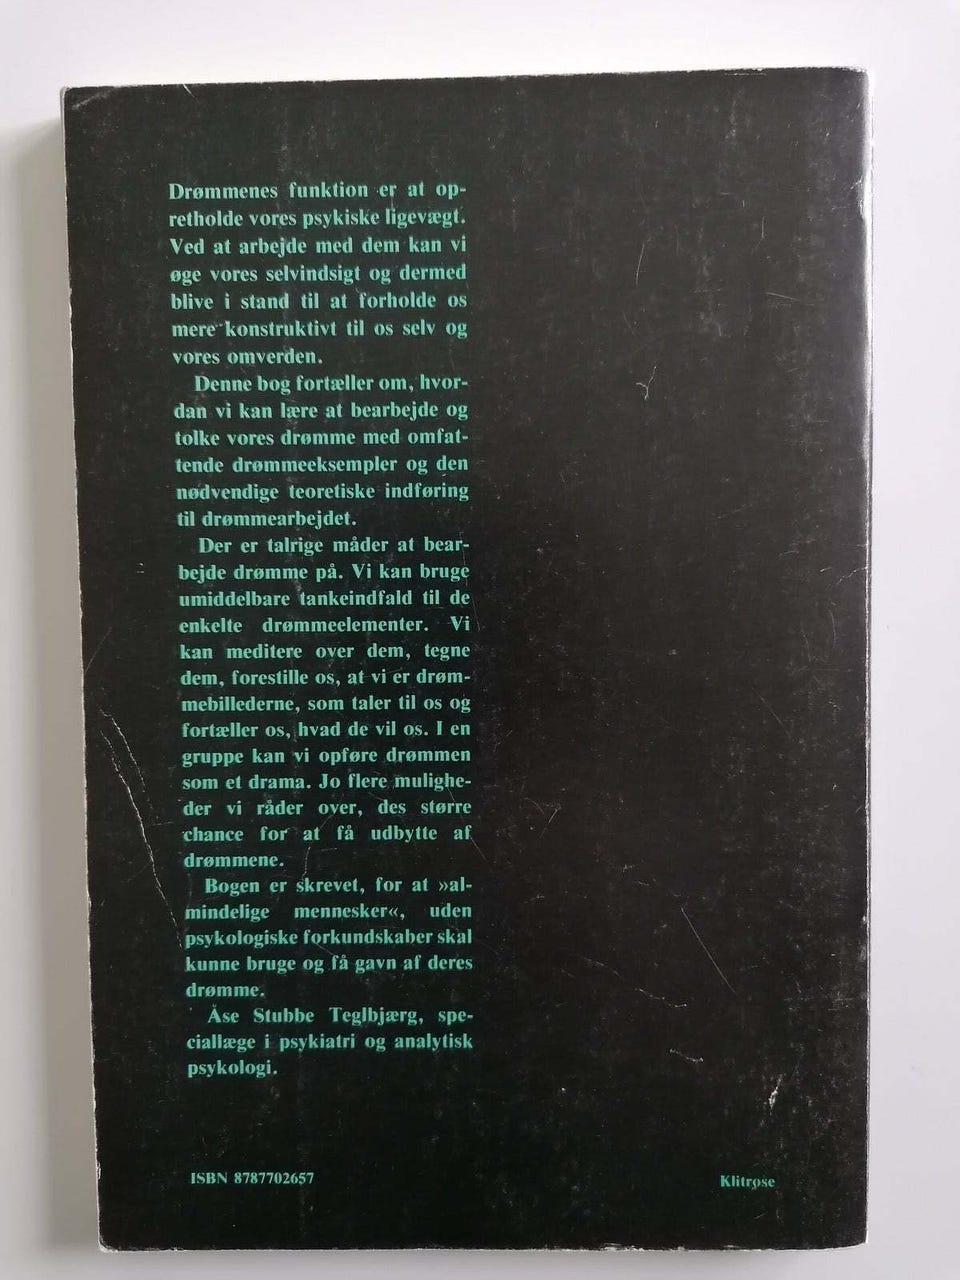 Drømmenes funktion er at op-
retholde vores psykiske ligevægt.
Ved at arbejde med dem kan vi
øge vores selvindsigt og dermed
blive i stand til at forholde os
mere konstruktivt til os selv og
vores omverden.
Denne bog fortæller om, hvor-
dan vi kan lære at bearbejde og
tolke vores drømme med omfat-
tende drømmeeksempler og den
nødvendige teoretiske indføring
til drømmearbejdet.
Der er talrige måder at bear-
bejde drømme på. Vi kan bruge
umiddelbare tankeindfald til de
enkelte drømmeelementer. Vi
kan meditere over dem, tegne
dem, forestille os, at vi er drøm-
mebillederne, som taler til os og
fortæller os, hvad de vil os. I en
gruppe kan vi opføre drømmen
som et drama. Jo flere mulighe-
der vi råder over, des større
chance for at få udbytte af
drømmene.
Bogen er skrevet, for at »al-
mindelige mennesker«, uden
psykologiske forkundskaber skal
kunne bruge og få gavn af deres
drømme.
Åse Stubbe Teglbjærg, spe-
ciallæge i psykiatri og analytisk
psykologi.
ISBN 8787702657
Klitrose